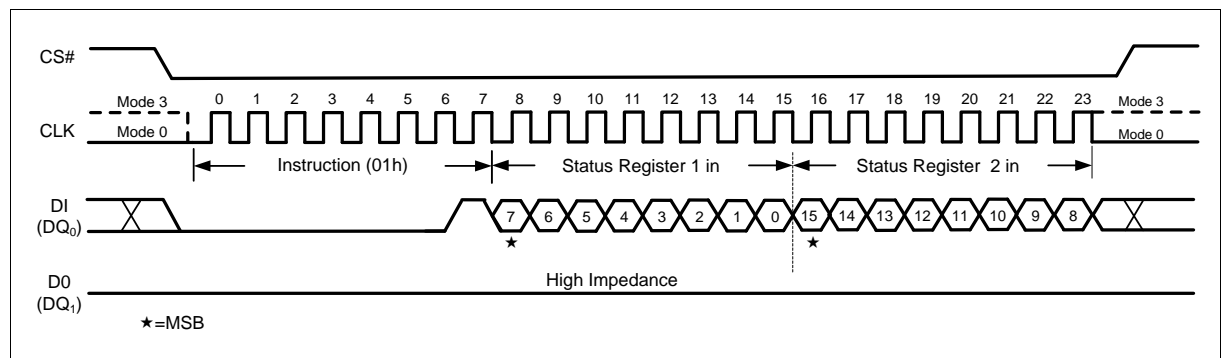 CS#
Mode 3 0 1 2 3 4 5 6 7 8 9 10 11 12 13 14 15 16 17 18 19 20 21 22 23 Mode 3
CLK Mode 0 Mode 0
Instruction (01h) Status Register 1 in Status Register 2 in
DI
(DQ0) 7 6 5 4 3 2 1 0 15 14 13 12 11 10 9 8
★ ★
D0 High Impedance
(DQ1)
★=MSB